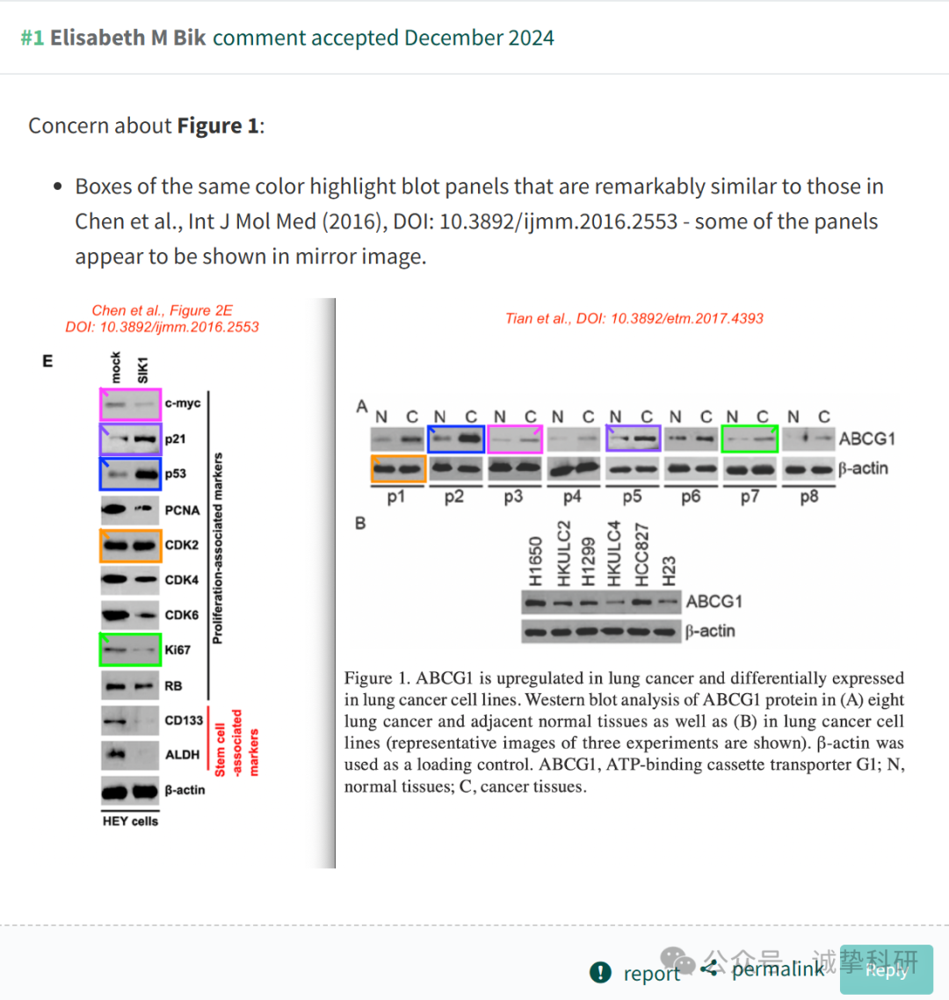 #1 Elisabeth M Bik comment accepted December 2024
Concern about Figure 1:
• Boxes of the same color highlight blot panels that are remarkably similar to those in
Chen et al., Int J Mol Med (2016), DOI: 10.3892/ijmm.2016.2553 - some of the panels
appear to be shown in mirror image.
Chen et al., Figure 2E
DOI: 10.3892/ijmm.2016.2553
E
mock
SIK1
c-myc
p21
p53
PCNA
CDK2
CDK4
CDK6
Ki67
RB
Proliferation-associated markers
CD133
ALDH
Stem cell
-associated
markers
β-actin
HEY cells
Tian et al., DOI: 10.3892/etm.2017.4393
A
N C N C N C N C N C N C N C N C
ABCG1
β-actin
p1 p2 p3 p4 p5 p6 p7 p8
B
H1650
HKULC2
H1299
HKULC4
HCC827
H23
ABCG1
β-actin
Figure 1. ABCG1 is upregulated in lung cancer and differentially expressed
in lung cancer cell lines. Western blot analysis of ABCG1 protein in (A) eight
lung cancer and adjacent normal tissues as well as (B) in lung cancer cell
lines (representative images of three experiments are shown). β-actin was
used as a loading control. ABCG1, ATP-binding cassette transporter G1; N,
normal tissues; C, cancer tissues.
report
permalink
Reply
公众号 · 诚挚科研